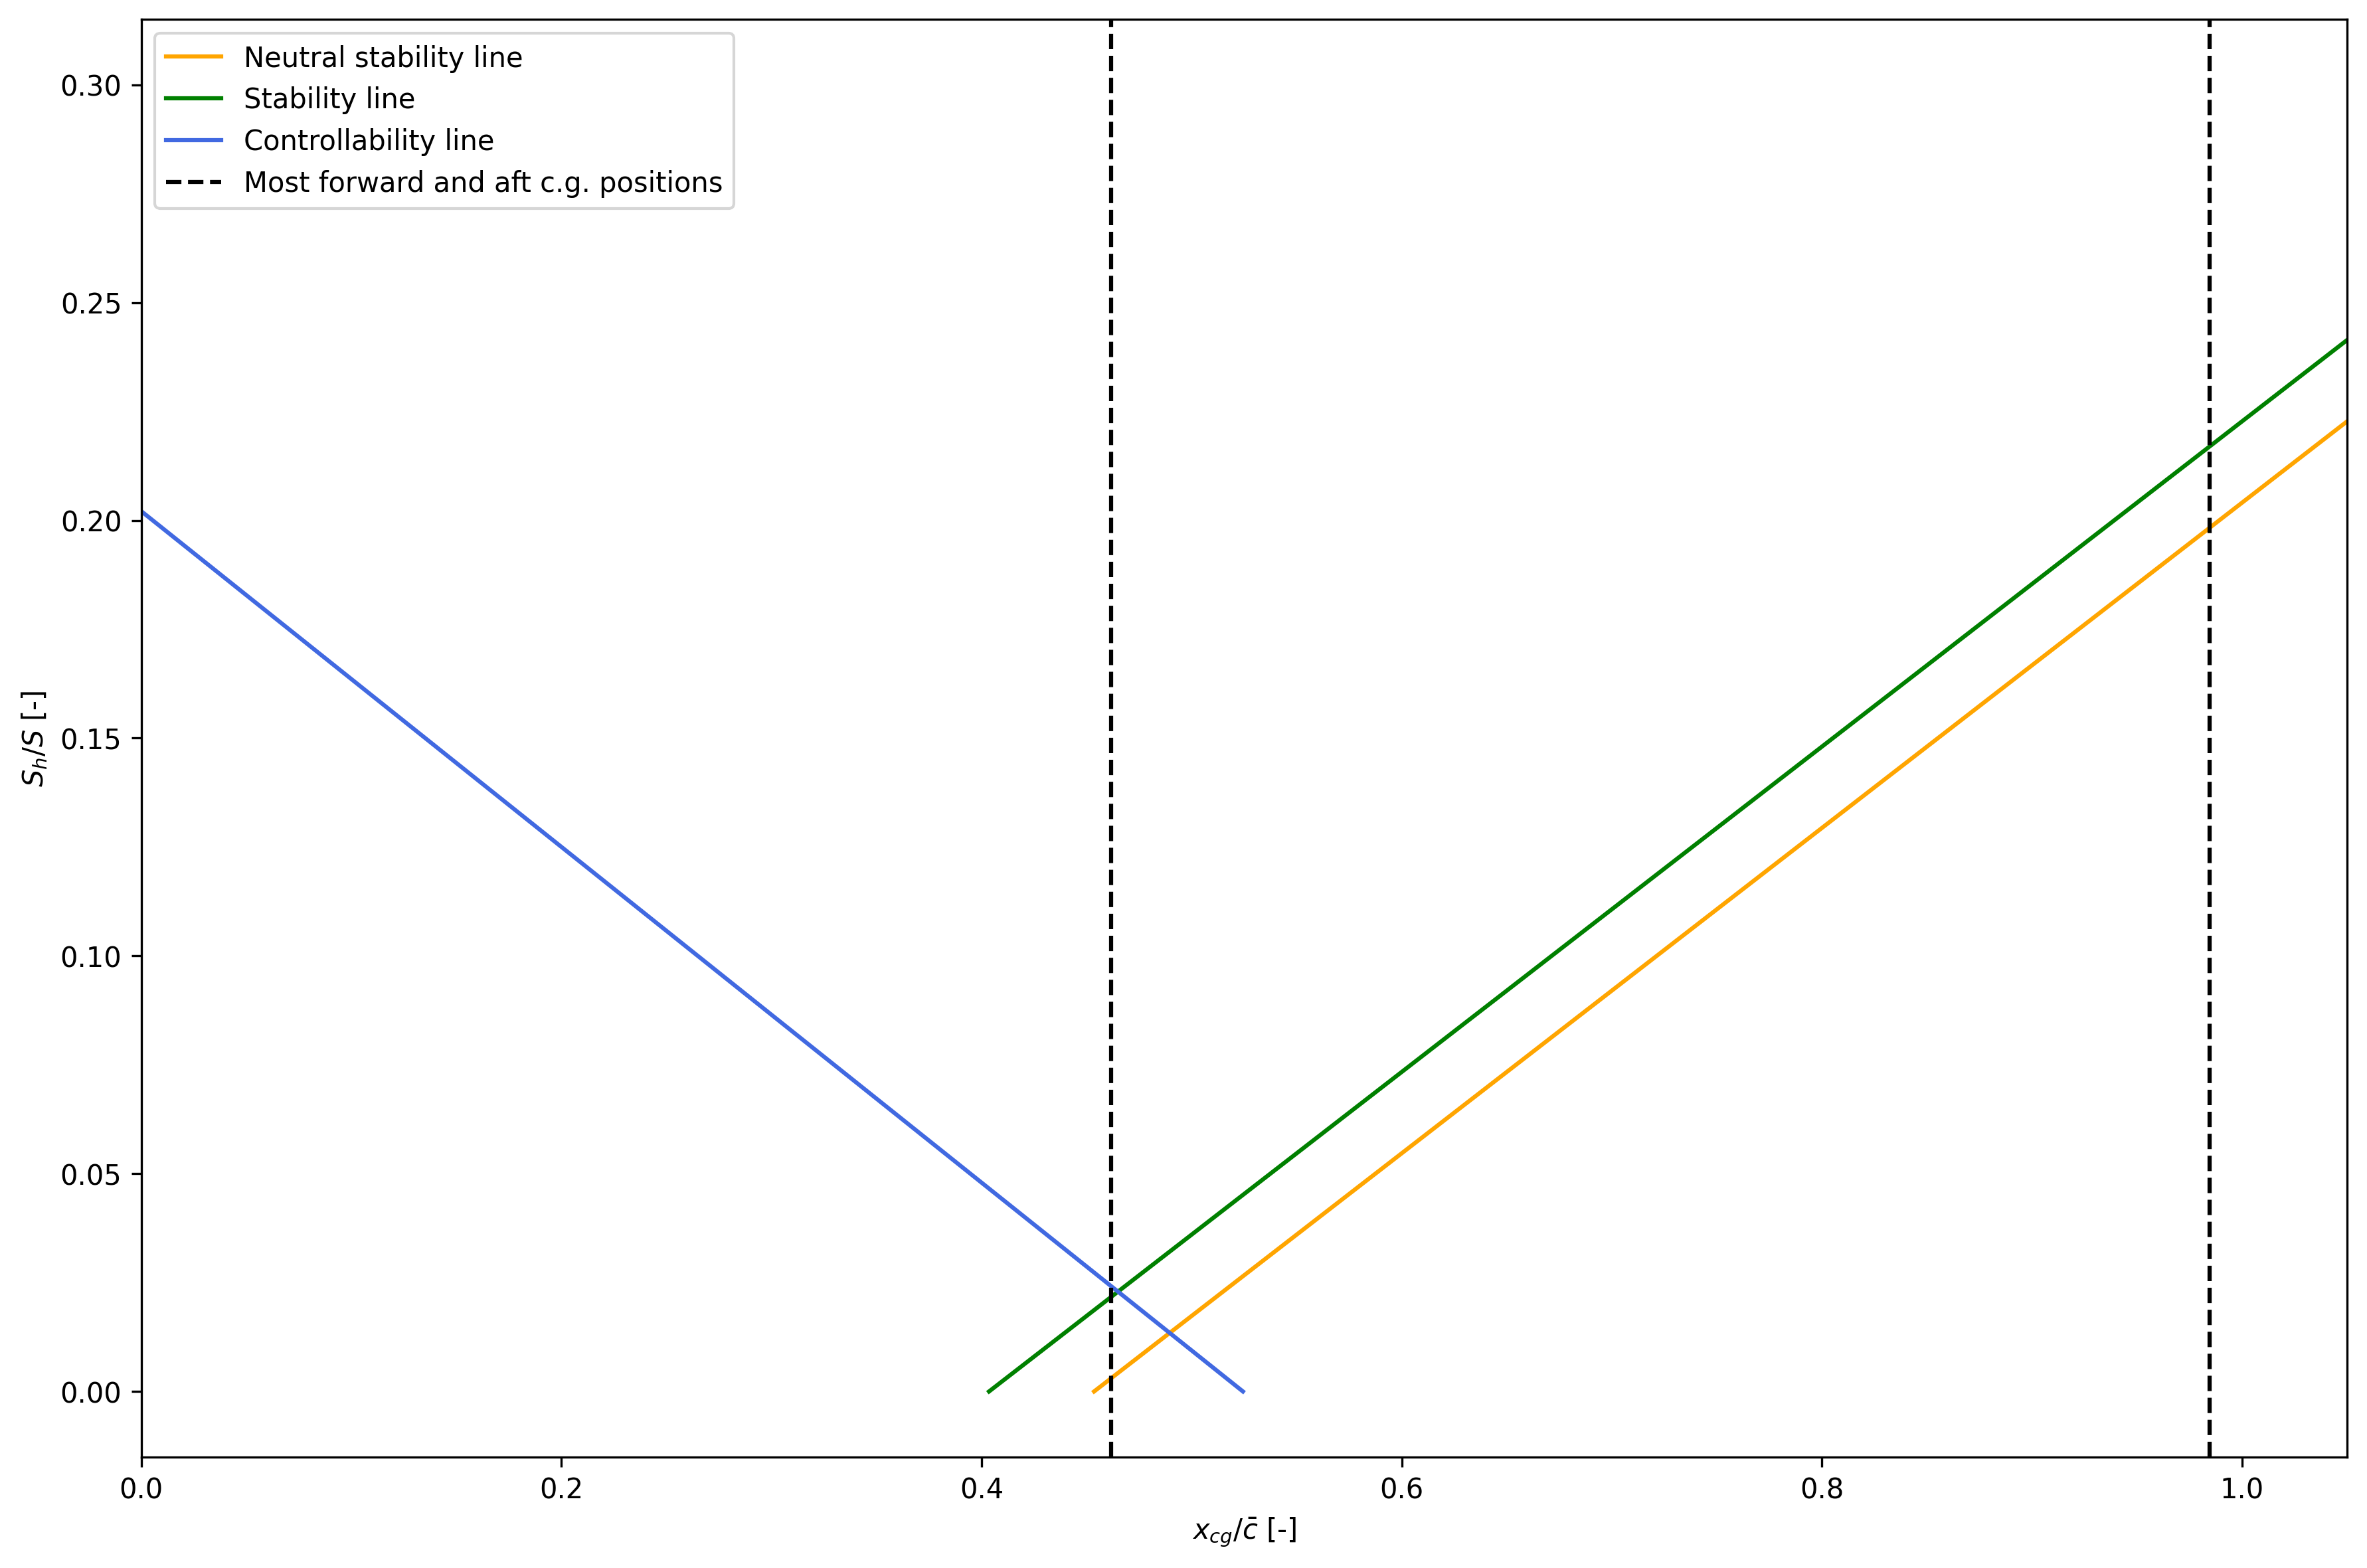 Neutral stability line
Stability line
Controllability line
Most forward and aft c.g. positions
0.30
0.25
0.20
0.15
0.10
0.05
0.00
S_h/S [-]
0.0 0.2 0.4 0.6 0.8 1.0
x_cg/c̄ [-]